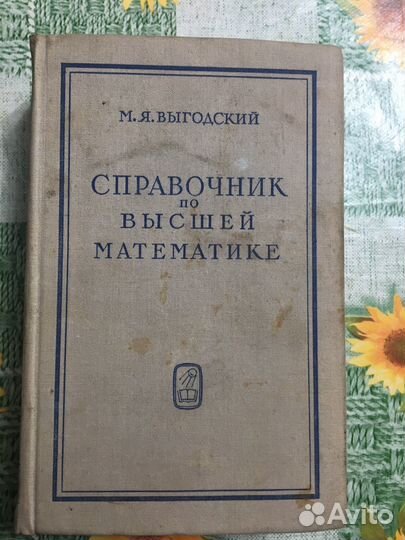 М.Я.ВЫГОДСКИЙ
СПРАВОЧНИК
ПО
ВЫСШЕЙ
МАТЕМАТИКЕ
Avito